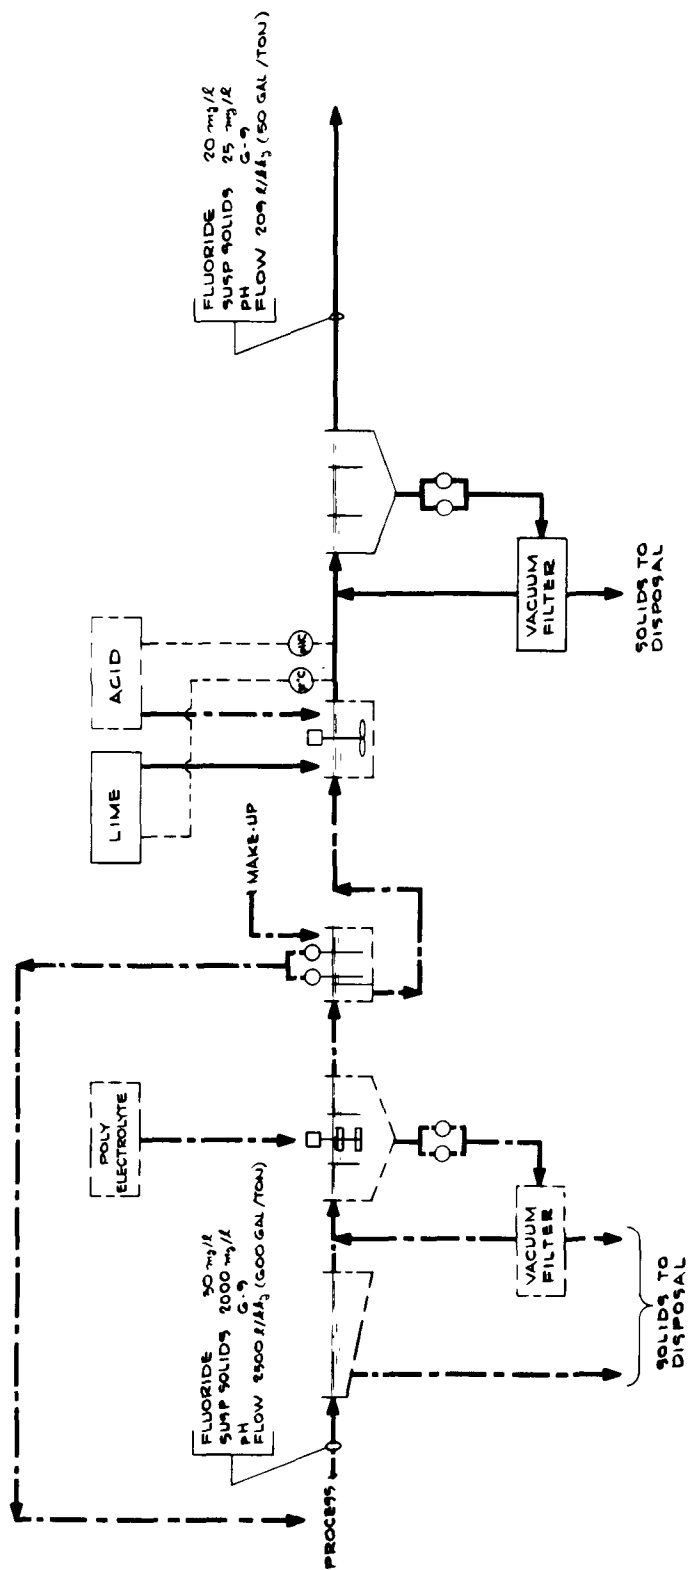 FLUORIDE 30 mg/l
SUSP SOLIDS 2000 mg/l
PH 6-9
FLOW 2500 l/kkg (600 GAL/TON)
PROCESS
POLY
ELECTROLYTE
MAKE-UP
LIME
ACID
FLUORIDE 20 mg/l
SUSP SOLIDS 25 mg/l
PH 6-9
FLOW 209 l/kkg (50 GAL/TON)
VACUUM
FILTER
SOLIDS TO
DISPOSAL
VACUUM
FILTER
SOLIDS TO
DISPOSAL